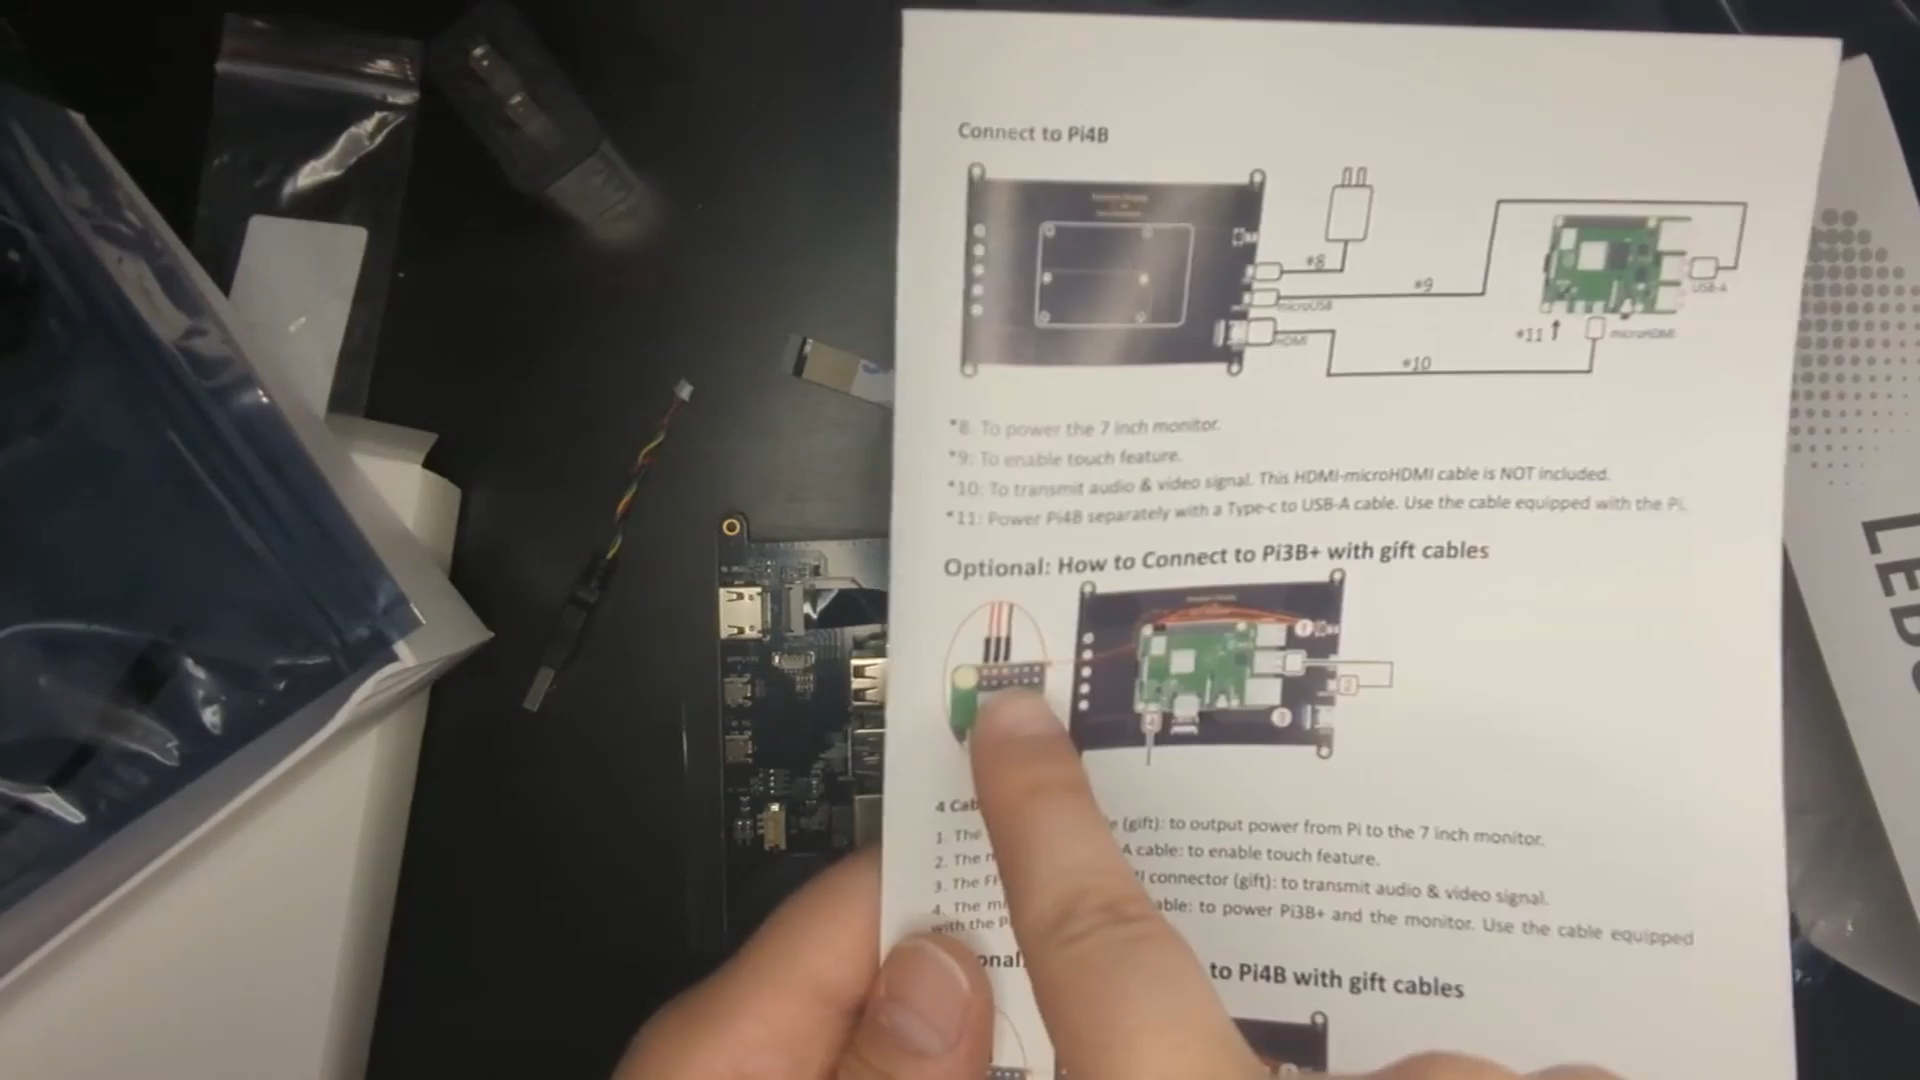 Connect to Pi4B
*8
microUSB
*9
USB-A
HDMI
*11
microHDMI
*10
*8: To power the 7 inch monitor.
*9: To enable touch feature.
*10: To transmit audio & video signal. This HDMI-microHDMI cable is NOT included.
*11: Power Pi4B separately with a Type-c to USB-A cable. Use the cable equipped with the Pi.
Optional: How to Connect to Pi3B+ with gift cables
1
2
3
4
4 Cab
1. The e (gift): to output power from Pi to the 7 inch monitor.
2. The A cable: to enable touch feature.
3. The connector (gift): to transmit audio & video signal.
4. The able: to power Pi3B+ and the monitor. Use the cable equipped
with the P
onal: to Pi4B with gift cables